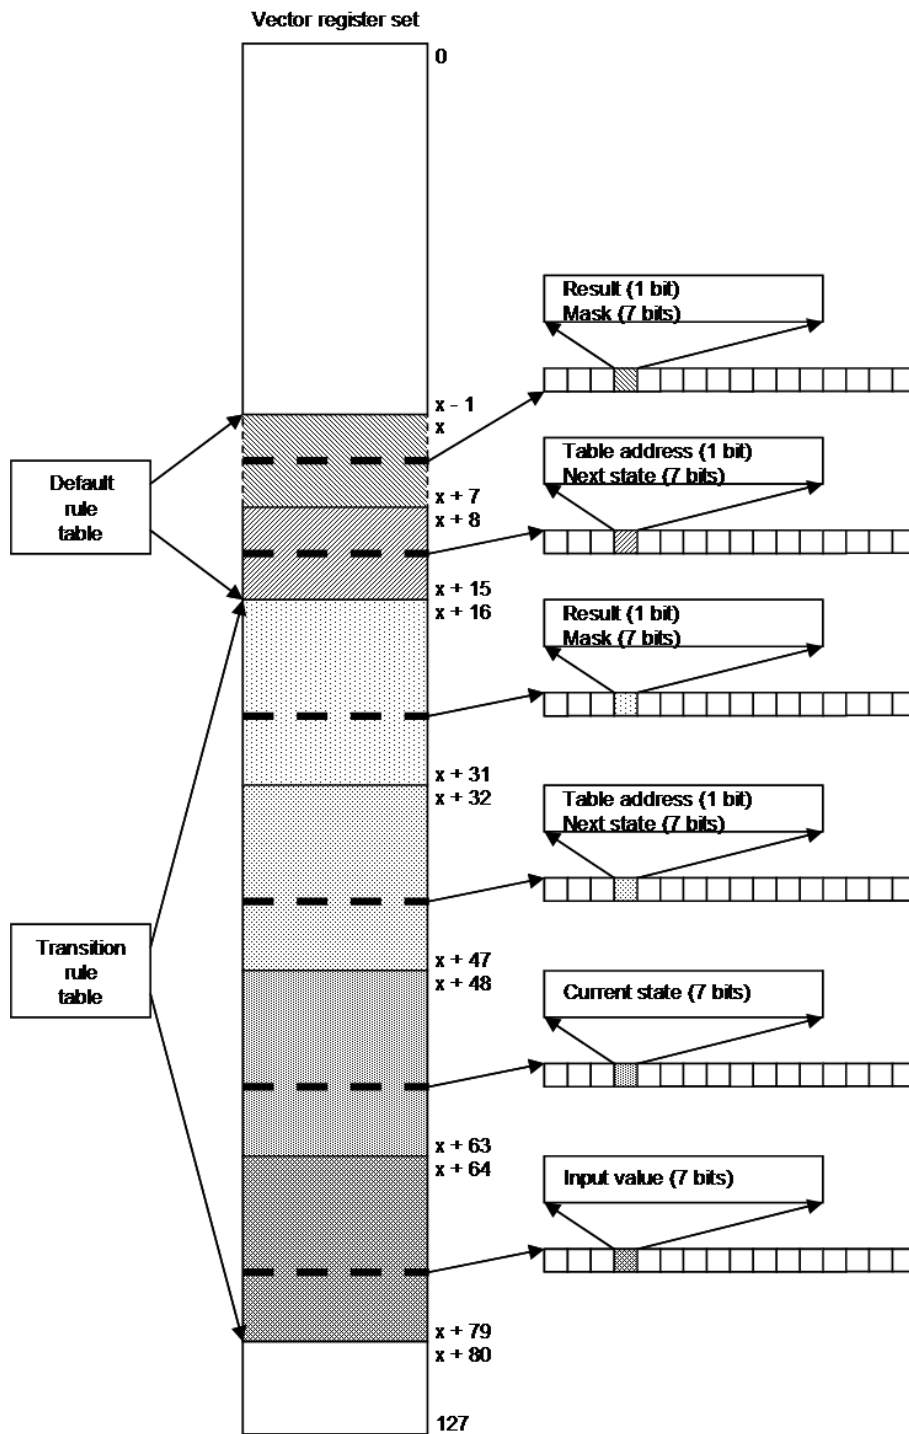 Vector register set
0
Result (1 bit)
Mask (7 bits)
x - 1
x
Table address (1 bit)
Next state (7 bits)
Default
rule
table
x + 7
x + 8
x + 15
x + 16
Result (1 bit)
Mask (7 bits)
x + 31
x + 32
Table address (1 bit)
Next state (7 bits)
Transition
rule
table
x + 47
x + 48
Current state (7 bits)
x + 63
x + 64
Input value (7 bits)
x + 79
x + 80
127